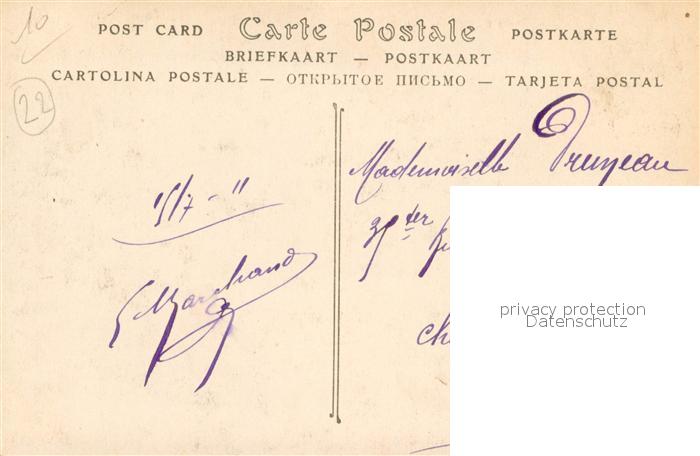 10
POST CARD Carte Postale POSTKARTE
BRIEFKAART — POSTKAART
CARTOLINA POSTALE — ОТКРЫТОЕ ПИСЬМО — TARJETA POSTAL
22
Mademoiselle
15/7 - 11
Marchand
privacy protection
Datenschutz